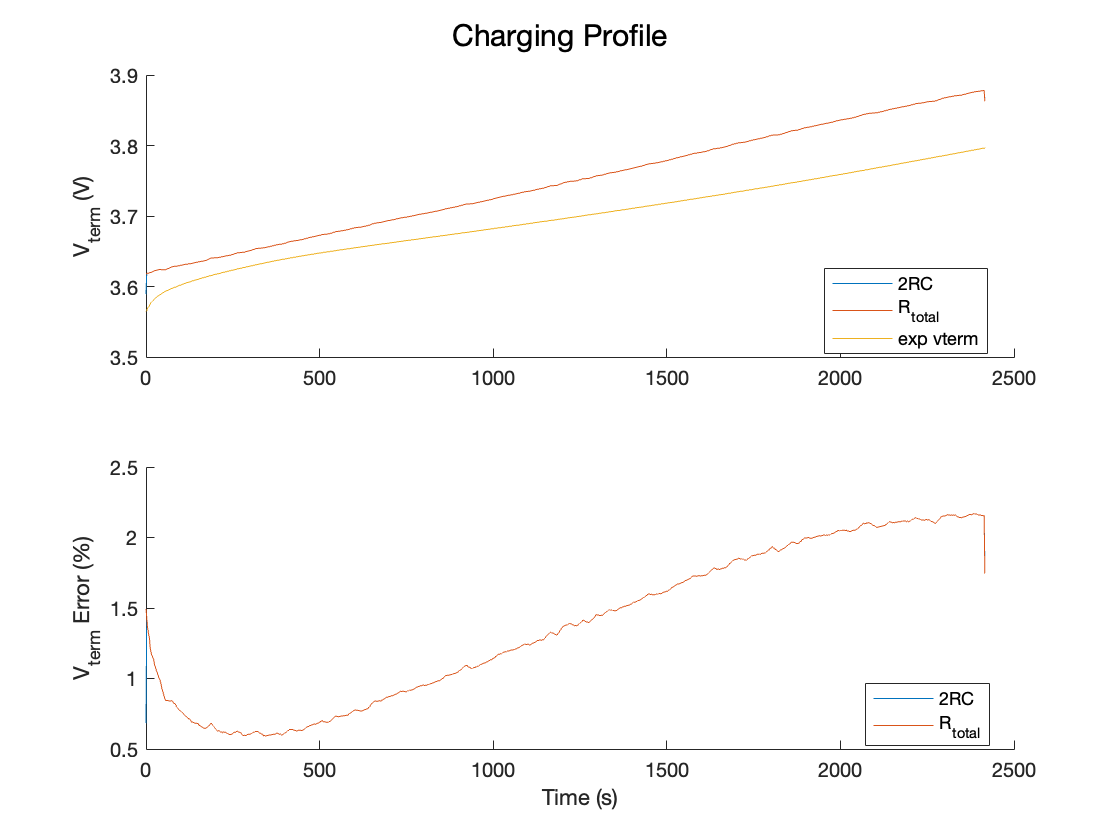 Charging Profile
3.9
3.8
3.7
3.6
3.5
V_term (V)
0 500 1000 1500 2000 2500
2RC
R_total
exp vterm
2.5
2
1.5
1
0.5
V_term Error (%)
0 500 1000 1500 2000 2500
Time (s)
2RC
R_total